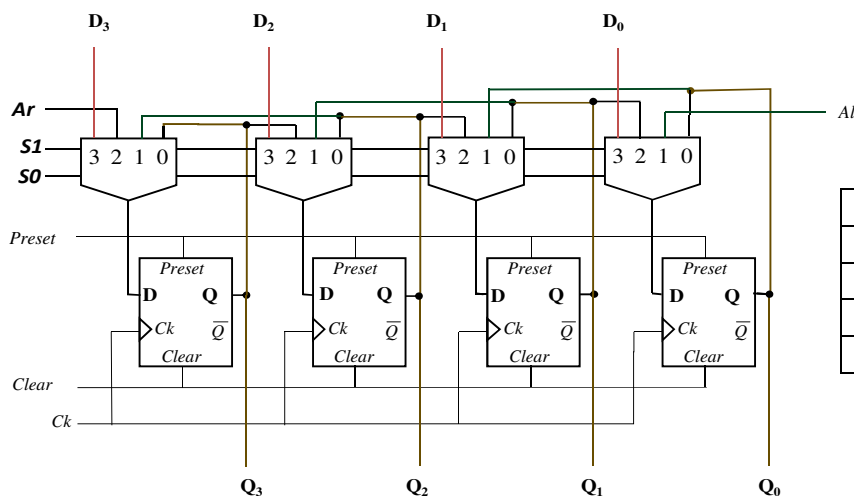 D3 D2 D1 D0
Ar Al
S1 3 2 1 0 3 2 1 0 3 2 1 0 3 2 1 0
S0
Preset
Preset Preset Preset Preset
D Q D Q D Q D Q
Ck Q̅ Ck Q̅ Ck Q̅ Ck Q̅
Clear Clear Clear Clear
Clear
Ck
Q3 Q2 Q1 Q0